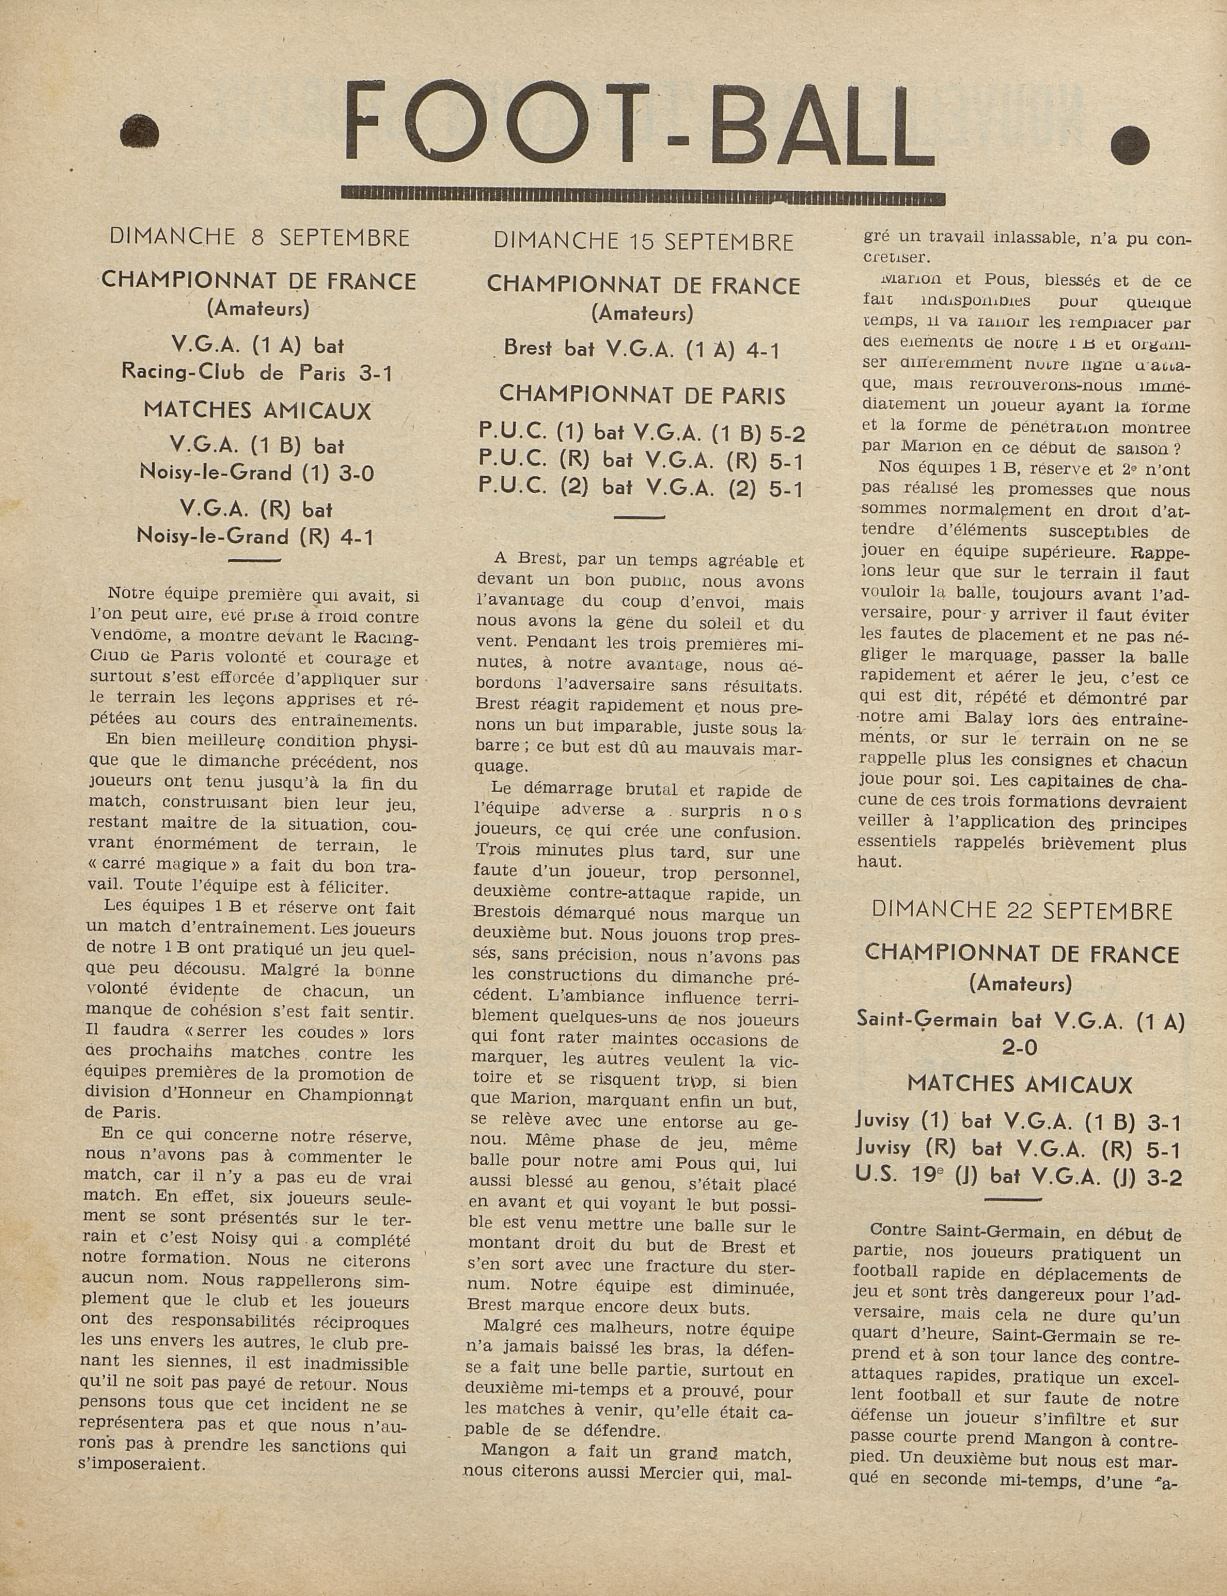 FOOT-BALL
DIMANCHE 8 SEPTEMBRE
CHAMPIONNAT DE FRANCE
(Amateurs)
V.G.A. (1 A) bat
Racing-Club de Paris 3-1
MATCHES AMICAUX
V.G.A. (1 B) bat
Noisy-le-Grand (1) 3-0
V.G.A. (R) bat
Noisy-le-Grand (R) 4-1
Notre équipe première qui avait, si
l'on peut dire, été prise à froid contre
Vendôme, a montré devant le Racing-
Club de Paris volonté et courage et
surtout s'est efforcée d'appliquer sur
le terrain les leçons apprises et ré-
pétées au cours des entraînements.
En bien meilleure condition physi-
que que le dimanche précédent, nos
joueurs ont tenu jusqu'à la fin du
match, construisant bien leur jeu,
restant maître de la situation, cou-
vrant énormément de terrain, le
« carré magique » a fait du bon tra-
vail. Toute l'équipe est à féliciter.
Les équipes 1 B et réserve ont fait
un match d'entraînement. Les joueurs
de notre 1 B ont pratiqué un jeu quel-
que peu décousu. Malgré la bonne
volonté évidente de chacun, un
manque de cohésion s'est fait sentir.
Il faudra « serrer les coudes » lors
des prochains matches contre les
équipes premières de la promotion de
division d'Honneur en Championnat
de Paris.
En ce qui concerne notre réserve,
nous n'avons pas à commenter le
match, car il n'y a pas eu de vrai
match. En effet, six joueurs seule-
ment se sont présentés sur le ter-
rain et c'est Noisy qui a complété
notre formation. Nous ne citerons
aucun nom. Nous rappellerons sim-
plement que le club et les joueurs
ont des responsabilités réciproques
les uns envers les autres, le club pre-
nant les siennes, il est inadmissible
qu'il ne soit pas payé de retour. Nous
pensons tous que cet incident ne se
représentera pas et que nous n'au-
rons pas à prendre les sanctions qui
s'imposeraient.
DIMANCHE 15 SEPTEMBRE
CHAMPIONNAT DE FRANCE
(Amateurs)
Brest bat V.G.A. (1 A) 4-1
CHAMPIONNAT DE PARIS
P.U.C. (1) bat V.G.A. (1 B) 5-2
P.U.C. (R) bat V.G.A. (R) 5-1
P.U.C. (2) bat V.G.A. (2) 5-1
A Brest, par un temps agréable et
devant un bon public, nous avons
l'avantage du coup d'envoi, mais
nous avons la gêne du soleil et du
vent. Pendant les trois premières mi-
nutes, à notre avantage, nous dé-
bordons l'adversaire sans résultats.
Brest réagit rapidement et nous pre-
nons un but imparable, juste sous la
barre ; ce but est dû au mauvais mar-
quage.
Le démarrage brutal et rapide de
l'équipe adverse a surpris nos
joueurs, ce qui crée une confusion.
Trois minutes plus tard, sur une
faute d'un joueur, trop personnel,
deuxième contre-attaque rapide, un
Brestois démarqué nous marque un
deuxième but. Nous jouons trop pres-
sés, sans précision, nous n'avons pas
les constructions du dimanche pré-
cédent. L'ambiance influence terri-
blement quelques-uns de nos joueurs
qui font rater maintes occasions de
marquer, les autres veulent la vic-
toire et se risquent trop, si bien
que Marion, marquant enfin un but,
se relève avec une entorse au ge-
nou. Même phase de jeu, même
balle pour notre ami Pous qui, lui
aussi blessé au genou, s'était placé
en avant et qui voyant le but possi-
ble est venu mettre une balle sur le
montant droit du but de Brest et
s'en sort avec une fracture du ster-
num. Notre équipe est diminuée,
Brest marque encore deux buts.
Malgré ces malheurs, notre équipe
n'a jamais baissé les bras, la défen-
se a fait une belle partie, surtout en
deuxième mi-temps et a prouvé, pour
les matches à venir, qu'elle était ca-
pable de se défendre.
Mangon a fait un grand match,
nous citerons aussi Mercier qui, mal-
gré un travail inlassable, n'a pu con-
crétiser.
Marion et Pous, blessés et de ce
fait indisponibles pour quelque
temps, il va falloir les remplacer par
des éléments de notre 1 B et organi-
ser différemment notre ligne d'atta-
que, mais retrouverons-nous immé-
diatement un joueur ayant la forme
et la forme de pénétration montrée
par Marion en ce début de saison ?
Nos équipes 1 B, réserve et 2e n'ont
pas réalisé les promesses que nous
sommes normalement en droit d'at-
tendre d'éléments susceptibles de
jouer en équipe supérieure. Rappe-
lons leur que sur le terrain il faut
vouloir la balle, toujours avant l'ad-
versaire, pour y arriver il faut éviter
les fautes de placement et ne pas né-
gliger le marquage, passer la balle
rapidement et aérer le jeu, c'est ce
qui est dit, répété et démontré par
notre ami Balay lors des entraîne-
ments, or sur le terrain on ne se
rappelle plus les consignes et chacun
joue pour soi. Les capitaines de cha-
cune de ces trois formations devraient
veiller à l'application des principes
essentiels rappelés brièvement plus
haut.
DIMANCHE 22 SEPTEMBRE
CHAMPIONNAT DE FRANCE
(Amateurs)
Saint-Germain bat V.G.A. (1 A)
2-0
MATCHES AMICAUX
Juvisy (1) bat V.G.A. (1 B) 3-1
Juvisy (R) bat V.G.A. (R) 5-1
U.S. 19e (J) bat V.G.A. (J) 3-2
Contre Saint-Germain, en début de
partie, nos joueurs pratiquent un
football rapide en déplacements de
jeu et sont très dangereux pour l'ad-
versaire, mais cela ne dure qu'un
quart d'heure, Saint-Germain se re-
prend et à son tour lance des contre-
attaques rapides, pratique un excel-
lent football et sur faute de notre
défense un joueur s'infiltre et sur
passe courte prend Mangon à contre-
pied. Un deuxième but nous est mar-
qué en seconde mi-temps, d'une